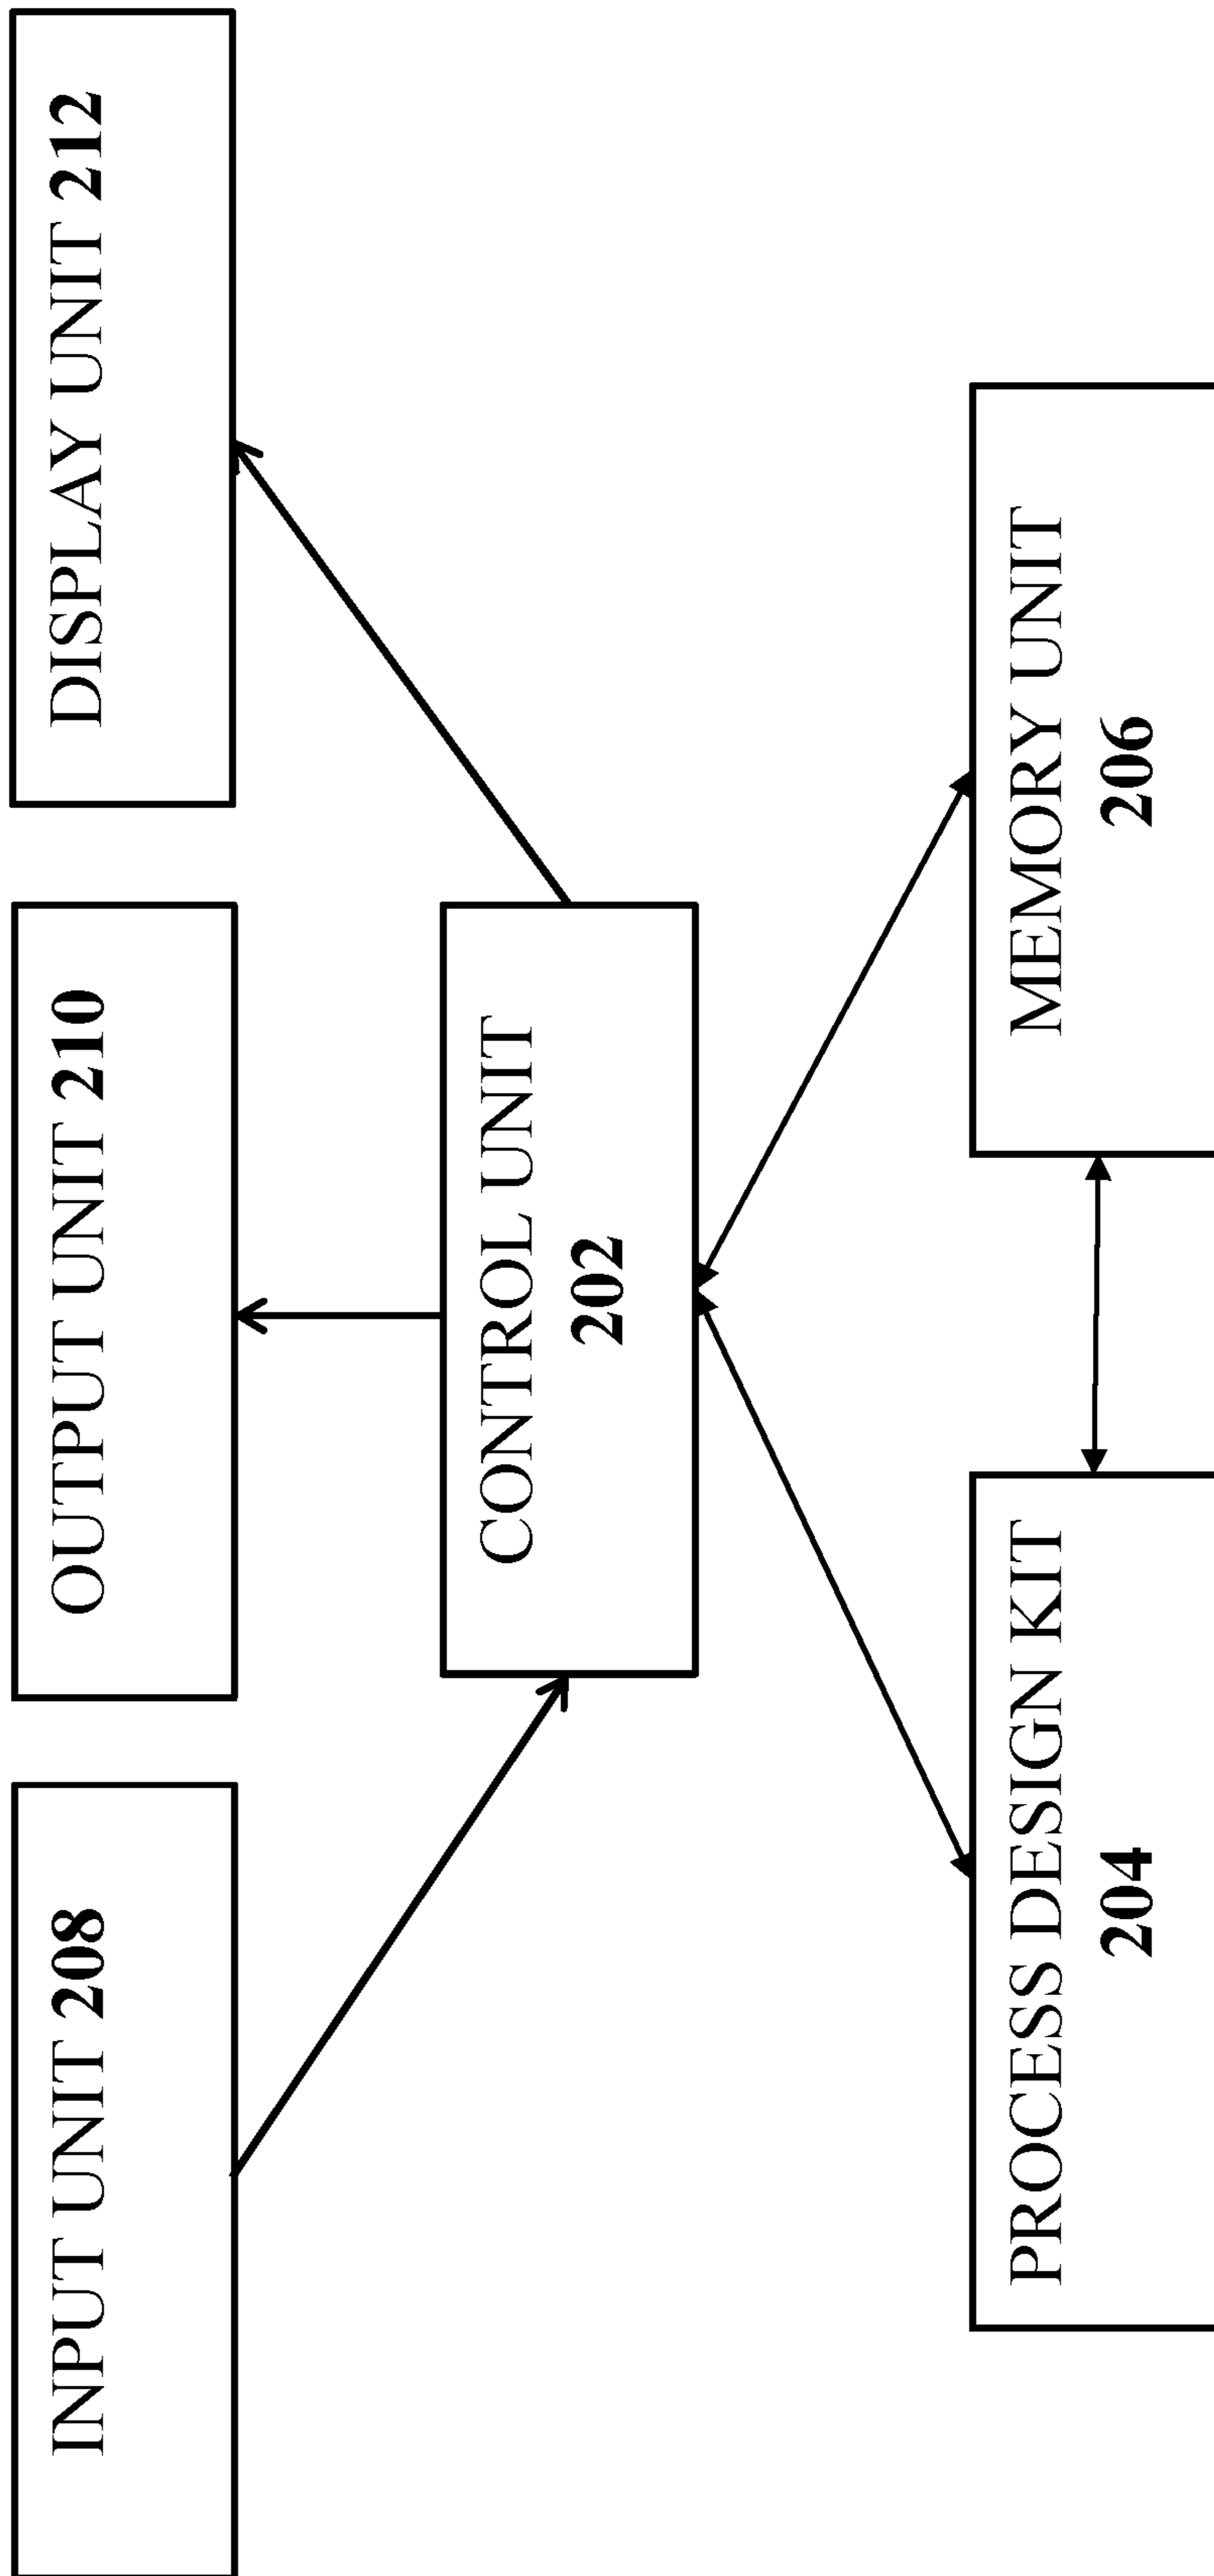 INPUT UNIT 208
OUTPUT UNIT 210
DISPLAY UNIT 212
CONTROL UNIT
202
PROCESS DESIGN KIT
204
MEMORY UNIT
206